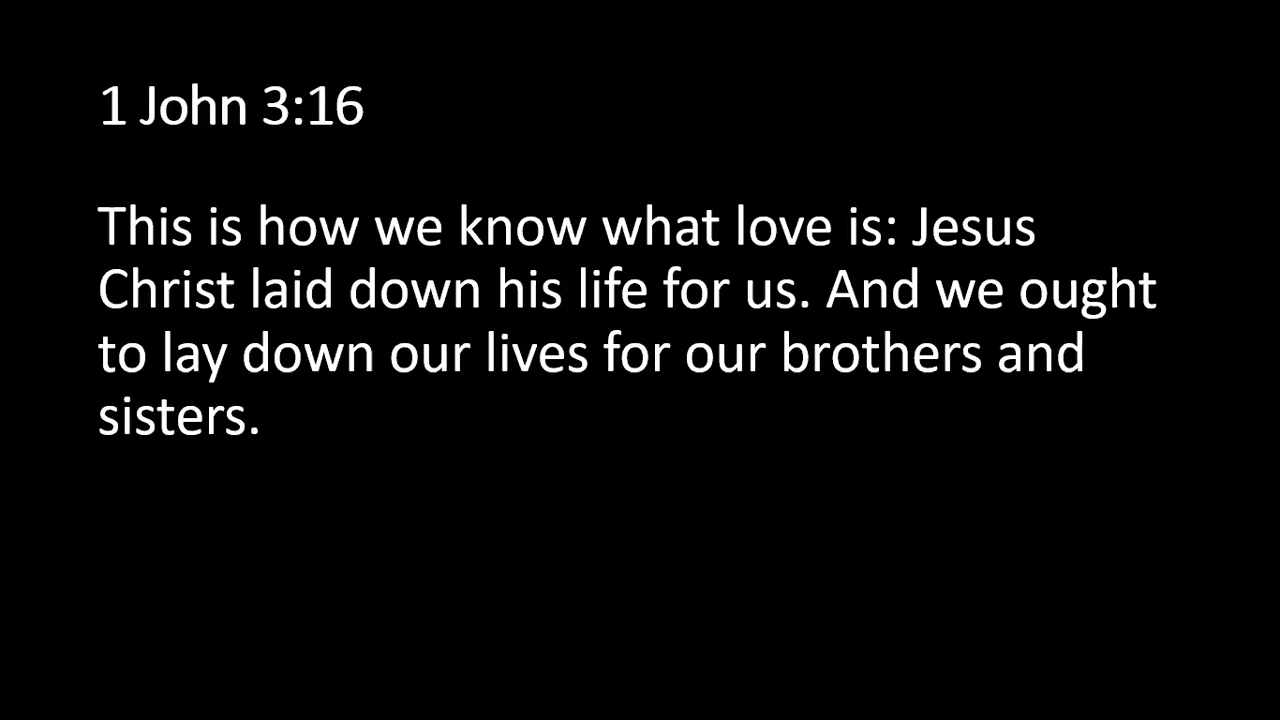 1 John 3:16
This is how we know what love is: Jesus
Christ laid down his life for us. And we ought
to lay down our lives for our brothers and
sisters.